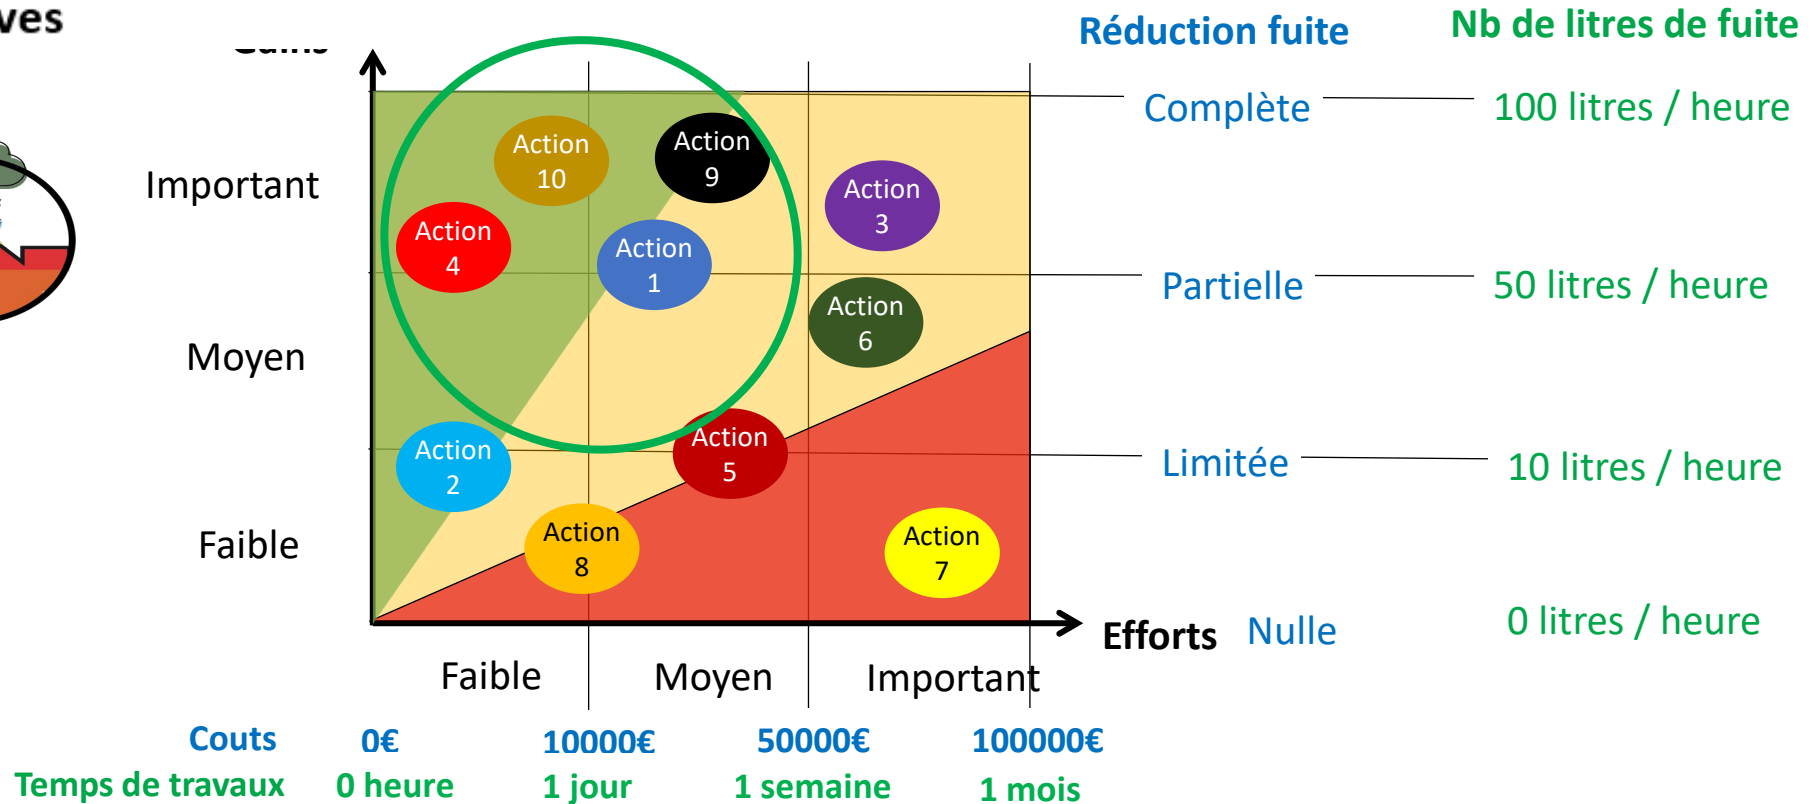 Réduction fuite
Nb de litres de fuite
Complète
100 litres / heure
Important
Action
10
Action
9
Action
3
Action
4
Action
1
Partielle
50 litres / heure
Moyen
Action
6
Action
2
Action
5
Limitée
10 litres / heure
Faible
Action
8
Action
7
Efforts
Nulle
0 litres / heure
Faible
Moyen
Important
Couts
0€
10000€
50000€
100000€
Temps de travaux
0 heure
1 jour
1 semaine
1 mois